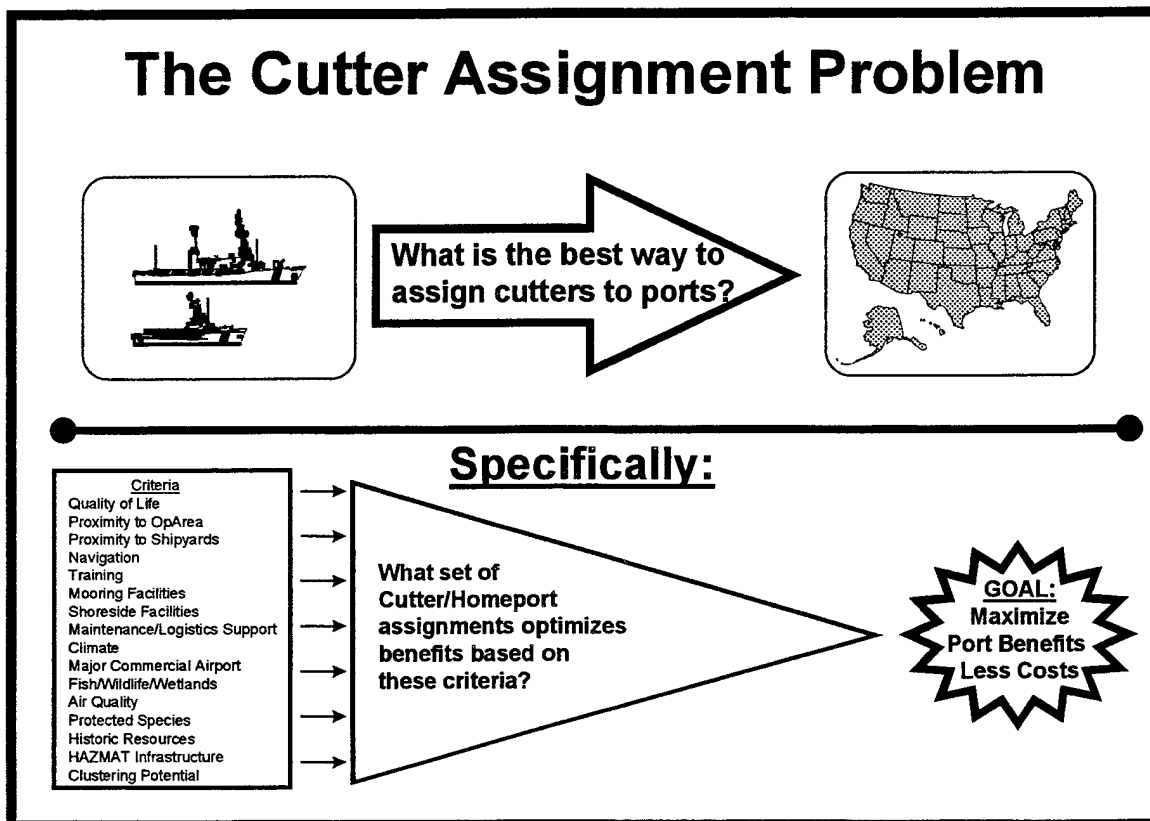 The Cutter Assignment Problem
What is the best way to
assign cutters to ports?
Specifically:
Criteria
Quality of Life
Proximity to OpArea
Proximity to Shipyards
Navigation
Training
Mooring Facilities
Shoreside Facilities
Maintenance/Logistics Support
Climate
Major Commercial Airport
Fish/Wildlife/Wetlands
Air Quality
Protected Species
Historic Resources
HAZMAT Infrastructure
Clustering Potential
What set of
Cutter/Homeport
assignments optimizes
benefits based on
these criteria?
GOAL:
Maximize
Port Benefits
Less Costs